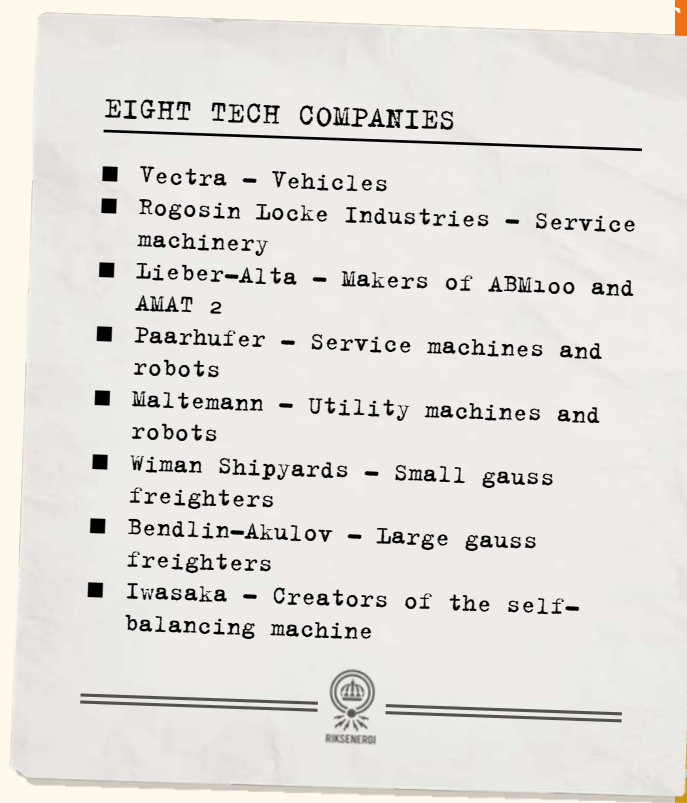 EIGHT TECH COMPANIES
■ Vectra – Vehicles
■ Rogosin Locke Industries – Service
machinery
■ Lieber–Alta – Makers of ABM100 and
AMAT 2
■ Paarhufer – Service machines and
robots
■ Maltemann – Utility machines and
robots
■ Wiman Shipyards – Small gauss
freighters
■ Bendlin–Akulov – Large gauss
freighters
■ Iwasaka – Creators of the self–
balancing machine
RIKSENERGI